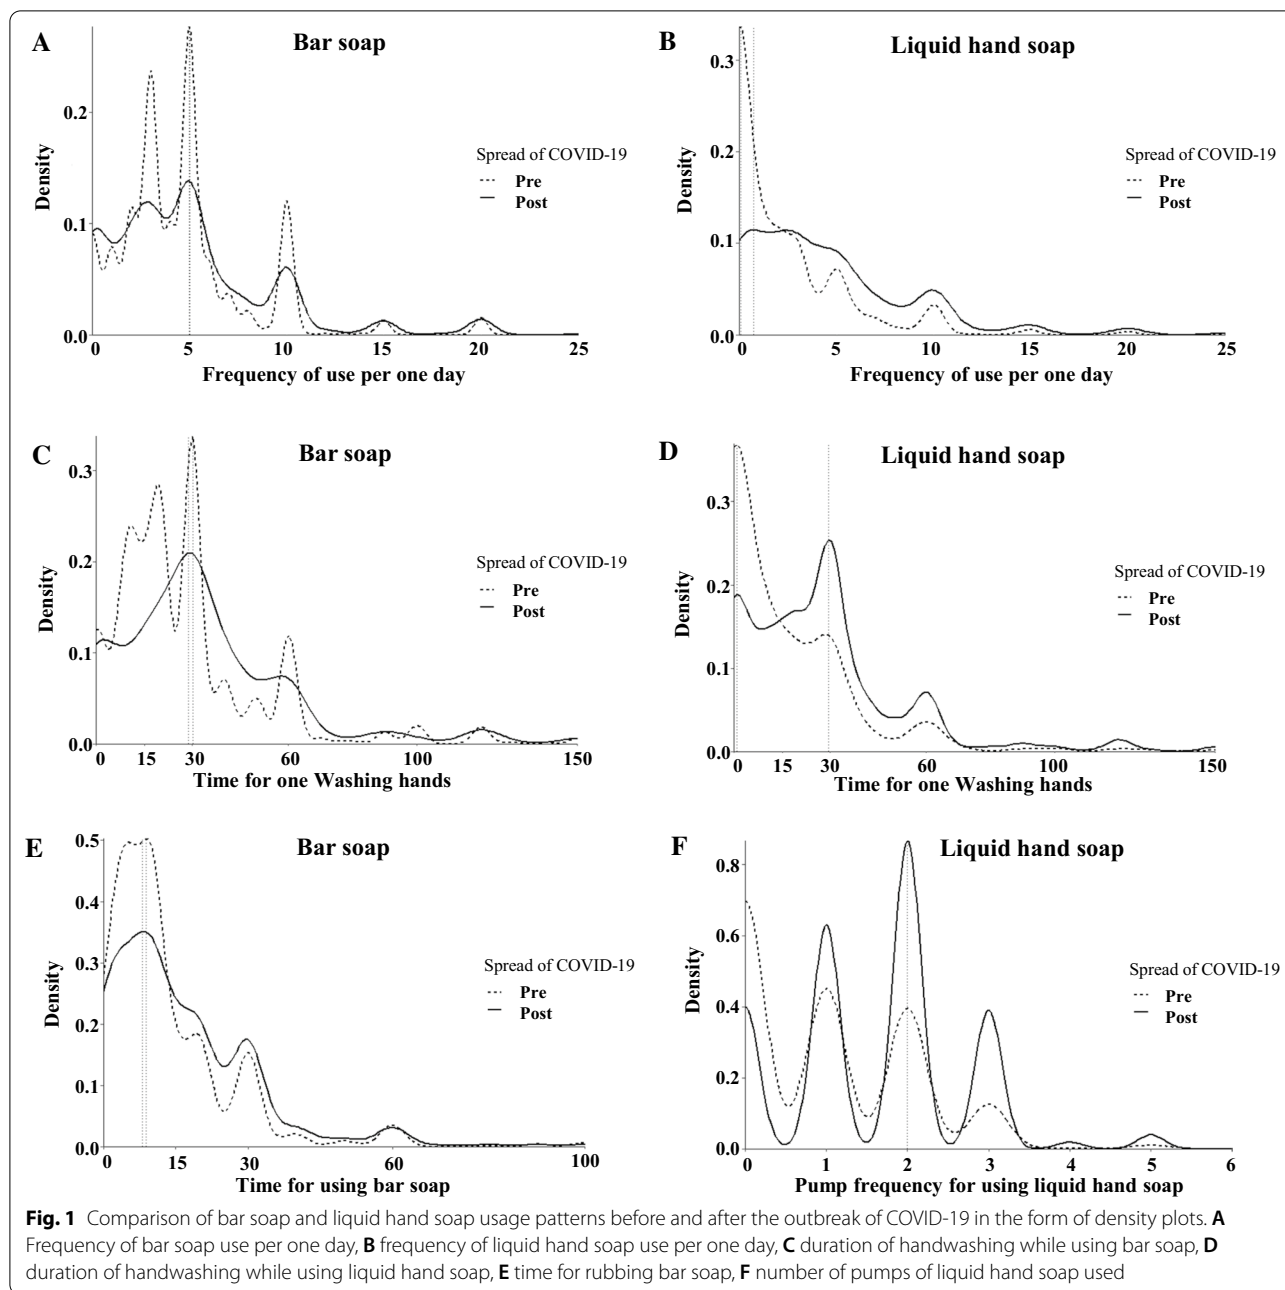 A
Bar soap
Density
0.2
0.1
0.0
0 5 10 15 20 25
Frequency of use per one day
Spread of COVID-19
Pre
Post
B
Liquid hand soap
Density
0.3
0.2
0.1
0.0
0 5 10 15 20 25
Frequency of use per one day
Spread of COVID-19
Pre
Post
C
Bar soap
Density
0.3
0.2
0.1
0.0
0 15 30 60 100 150
Time for one Washing hands
Spread of COVID-19
Pre
Post
D
Liquid hand soap
Density
0.3
0.2
0.1
0.0
0 15 30 60 100 150
Time for one Washing hands
Spread of COVID-19
Pre
Post
E
Bar soap
Density
0.5
0.4
0.3
0.2
0.1
0.0
0 15 30 60 100
Time for using bar soap
Spread of COVID-19
Pre
Post
F
Liquid hand soap
Density
0.8
0.6
0.4
0.2
0.0
0 1 2 3 4 5 6
Pump frequency for using liquid hand soap
Spread of COVID-19
Pre
Post
Fig. 1 Comparison of bar soap and liquid hand soap usage patterns before and after the outbreak of COVID-19 in the form of density plots. A
Frequency of bar soap use per one day, B frequency of liquid hand soap use per one day, C duration of handwashing while using bar soap, D
duration of handwashing while using liquid hand soap, E time for rubbing bar soap, F number of pumps of liquid hand soap used